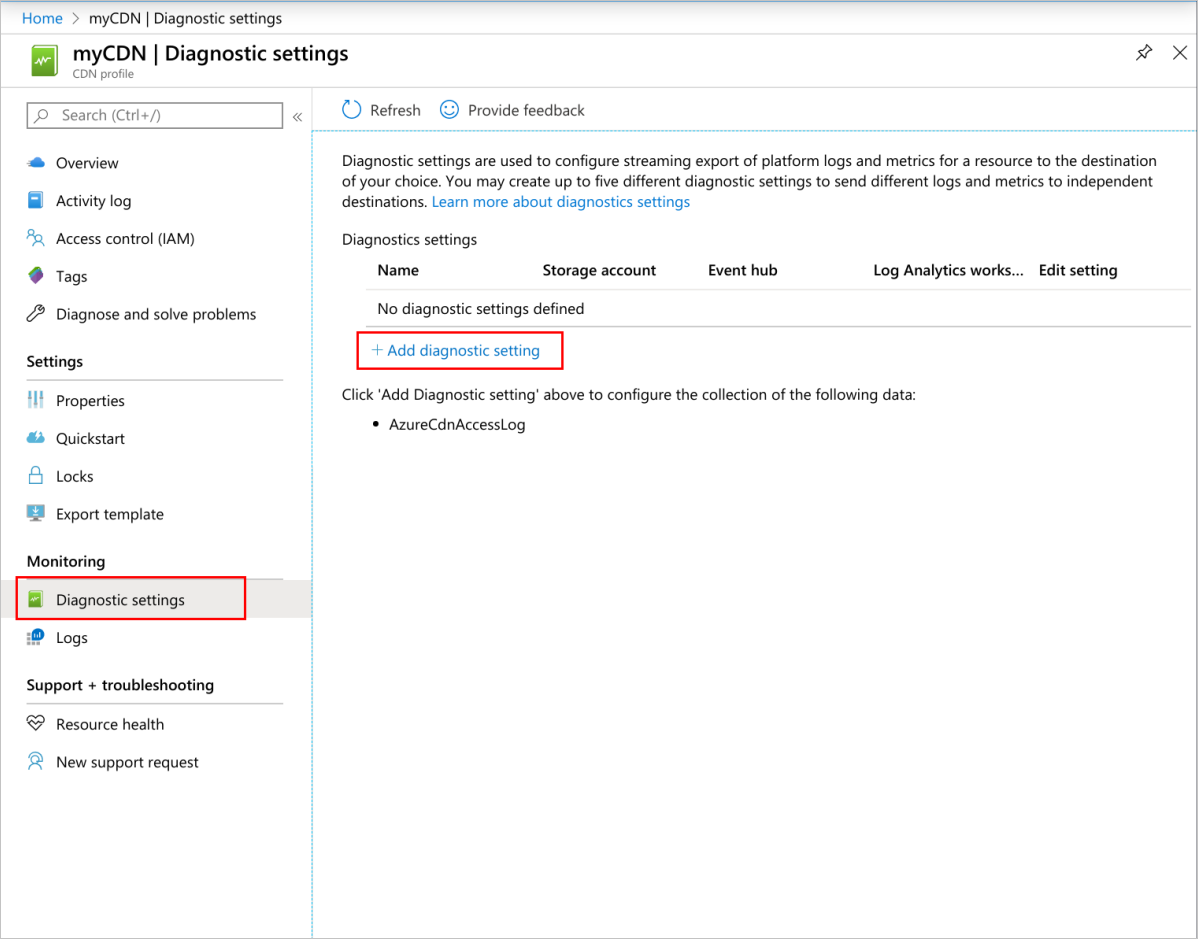 Home > myCDN | Diagnostic settings
myCDN | Diagnostic settings
CDN profile
Search (Ctrl+/)
«
Overview
Activity log
Access control (IAM)
Tags
Diagnose and solve problems
Settings
Properties
Quickstart
Locks
Export template
Monitoring
Diagnostic settings
Logs
Support + troubleshooting
Resource health
New support request
Refresh Provide feedback
Diagnostic settings are used to configure streaming export of platform logs and metrics for a resource to the destination
of your choice. You may create up to five different diagnostic settings to send different logs and metrics to independent
destinations. Learn more about diagnostics settings
Diagnostics settings
Name Storage account Event hub Log Analytics works... Edit setting
No diagnostic settings defined
+ Add diagnostic setting
Click 'Add Diagnostic setting' above to configure the collection of the following data:
• AzureCdnAccessLog